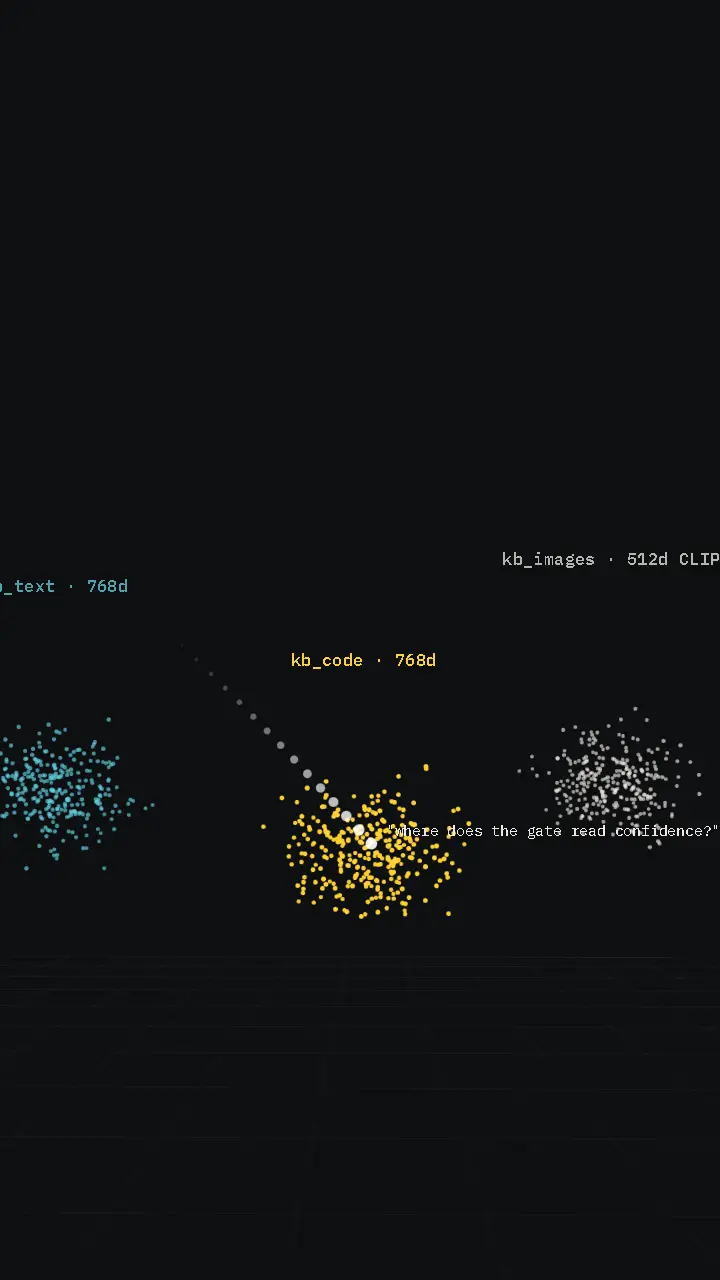 kb_images · 512d CLIP
_text · 768d
kb_code · 768d
"where does the gate read confidence?"